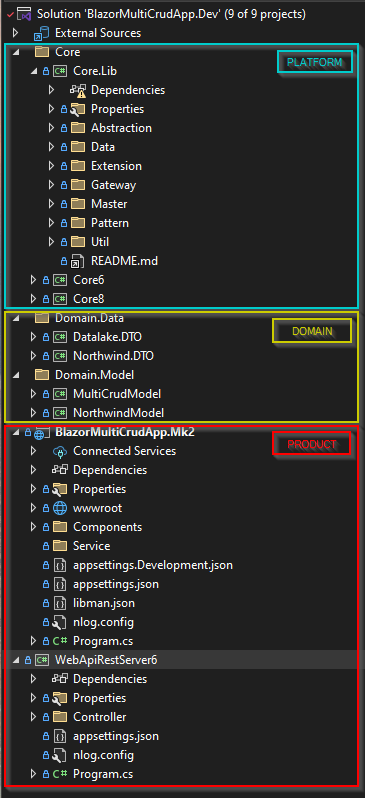 Solution 'BlazorMultiCrudApp.Dev' (9 of 9 projects)
External Sources
Core
PLATFORM
C# Core.Lib
Dependencies
Properties
Abstraction
Data
Extension
Gateway
Master
Pattern
Util
README.md
C# Core6
C# Core8
Domain.Data
DOMAIN
C# Datalake.DTO
C# Northwind.DTO
Domain.Model
C# MultiCrudModel
C# NorthwindModel
BlazorMultiCrudApp.Mk2
PRODUCT
Connected Services
Dependencies
Properties
wwwroot
Components
Service
appsettings.Development.json
appsettings.json
libman.json
nlog.config
C# Program.cs
C# WebApiRestServer6
Dependencies
Properties
Controller
appsettings.json
nlog.config
C# Program.cs